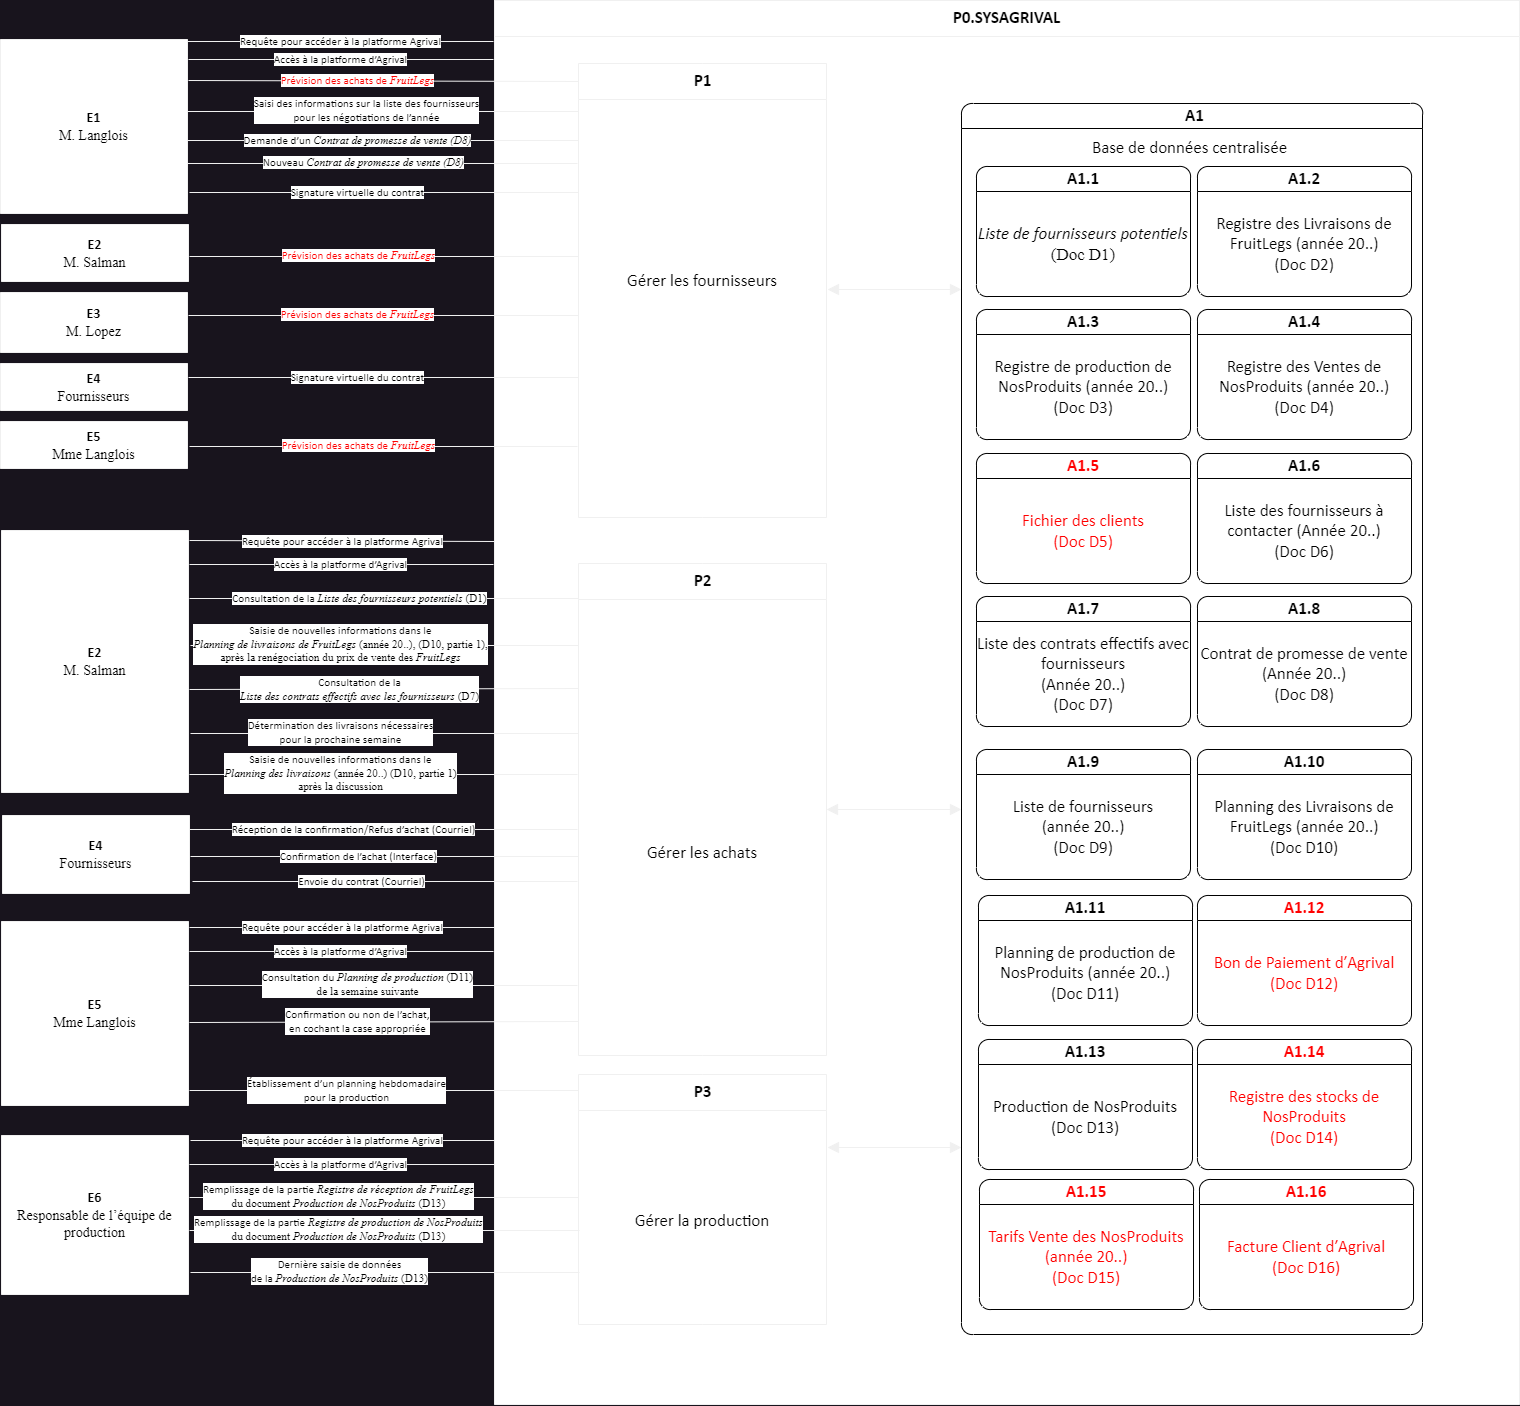 P0.SYSAGRIVAL
E1
M. Langlois
Requête pour accéder à la platforme Agrival
Accès à la platforme d'Agrival
Prévision des achats de FruitLegs
Saisi des informations sur la liste des fournisseurs
pour les négotiations de l'année
Demande d'un Contrat de promesse de vente (D8)
Nouveau Contrat de promesse de vente (D8)
Signature virtuelle du contrat
E2
M. Salman
Prévision des achats de FruitLegs
E3
M. Lopez
Prévision des achats de FruitLegs
E4
Fournisseurs
Signature virtuelle du contrat
E5
Mme Langlois
Prévision des achats de FruitLegs
P1
Gérer les fournisseurs
E2
M. Salman
Requête pour accéder à la platforme Agrival
Accès à la platforme d'Agrival
Consultation de la Liste des fournisseurs potentiels (D1)
Saisie de nouvelles informations dans le
Planning de livraisons de FruitLegs (année 20..), (D10, partie 1),
après la renégociation du prix de vente des FruitLegs
Consultation de la
Liste des contrats effectifs avec les fournisseurs (D7)
Détermination des livraisons nécessaires
pour la prochaine semaine
Saisie de nouvelles informations dans le
Planning des livraisons (année 20..) (D10, partie 1)
après la discussion
E4
Fournisseurs
Réception de la confirmation/Refus d'achat (Courriel)
Confirmation de l'achat (Interface)
Envoie du contrat (Courriel)
E5
Mme Langlois
Requête pour accéder à la platforme Agrival
Accès à la platforme d'Agrival
Consultation du Planning de production (D11)
de la semaine suivante
Confirmation ou non de l'achat,
en cochant la case appropriée
Établissement d'un planning hebdomadaire
pour la production
P2
Gérer les achats
E6
Responsable de l'équipe de
production
Requête pour accéder à la platforme Agrival
Accès à la platforme d'Agrival
Remplissage de la partie Registre de réception de FruitLegs
du document Production de NosProduits (D13)
Remplissage de la partie Registre de production de NosProduits
du document Production de NosProduits (D13)
Dernière saisie de données
de la Production de NosProduits (D13)
P3
Gérer la production
A1
Base de données centralisée
A1.1
Liste de fournisseurs potentiels
(Doc D1)
A1.2
Registre des Livraisons de
FruitLegs (année 20..)
(Doc D2)
A1.3
Registre de production de
NosProduits (année 20..)
(Doc D3)
A1.4
Registre des Ventes de
NosProduits (année 20..)
(Doc D4)
A1.5
Fichier des clients
(Doc D5)
A1.6
Liste des fournisseurs à
contacter (Année 20..)
(Doc D6)
A1.7
Liste des contrats effectifs avec
fournisseurs
(Année 20..)
(Doc D7)
A1.8
Contrat de promesse de vente
(Année 20..)
(Doc D8)
A1.9
Liste de fournisseurs
(année 20..)
(Doc D9)
A1.10
Planning des Livraisons de
FruitLegs (année 20..)
(Doc D10)
A1.11
Planning de production de
NosProduits (année 20..)
(Doc D11)
A1.12
Bon de Paiement d'Agrival
(Doc D12)
A1.13
Production de NosProduits
(Doc D13)
A1.14
Registre des stocks de
NosProduits
(Doc D14)
A1.15
Tarifs Vente des NosProduits
(année 20..)
(Doc D15)
A1.16
Facture Client d'Agrival
(Doc D16)